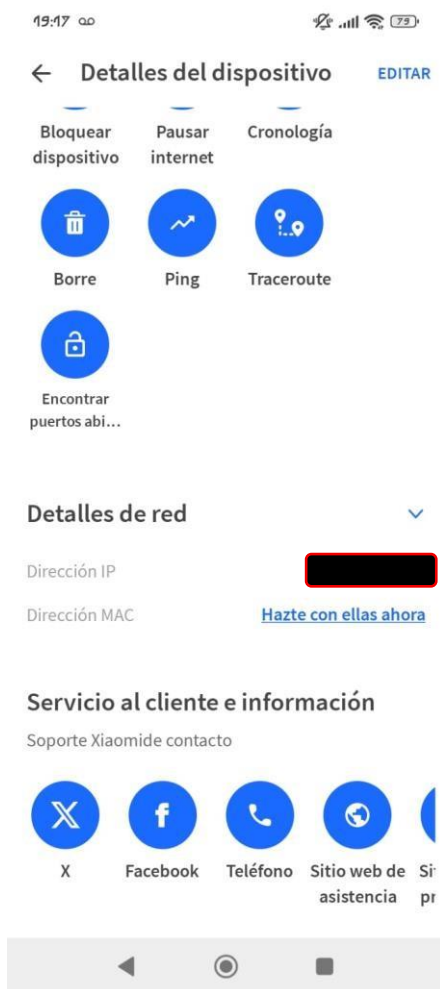 19:17
79
Detalles del dispositivo EDITAR
Bloquear Pausar Cronología
dispositivo internet
Borre Ping Traceroute
Encontrar
puertos abi...
Detalles de red
Dirección IP
Dirección MAC Hazte con ellas ahora
Servicio al cliente e información
Soporte Xiaomide contacto
X Facebook Teléfono Sitio web de
asistencia